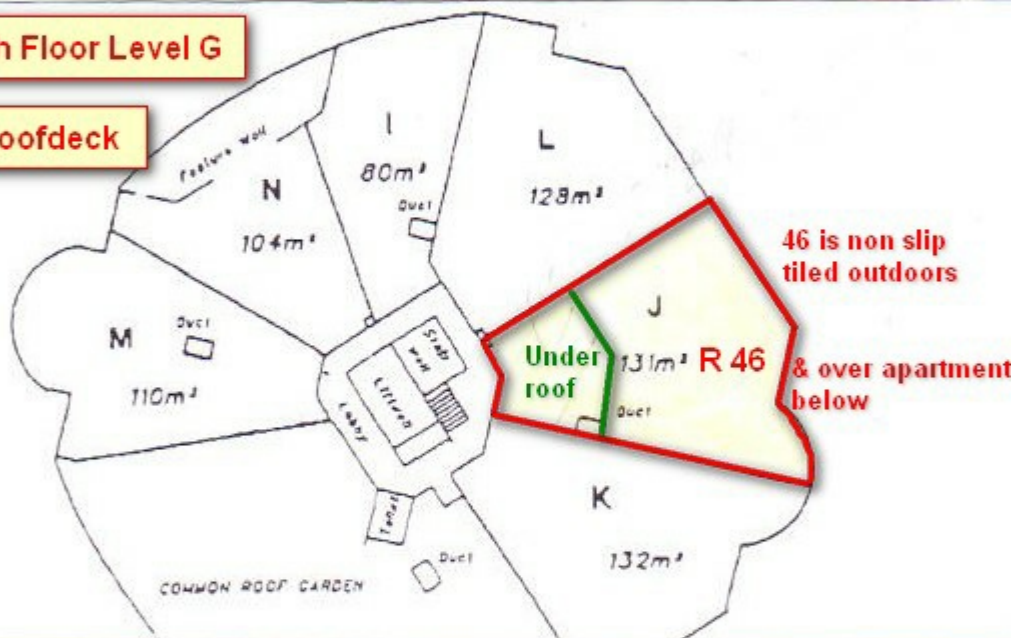 n Floor Level G
oofdeck
Feature wall
I
80m²
Duct
L
128m²
N
104m²
M
Duct
110m²
46 is non slip
tiled outdoors
J
131m²
R 46
Under
roof
& over apartment
below
Duct
Stair
well
Liftwell
Lobby
Toilet
K
132m²
Duct
COMMON ROOF GARDEN